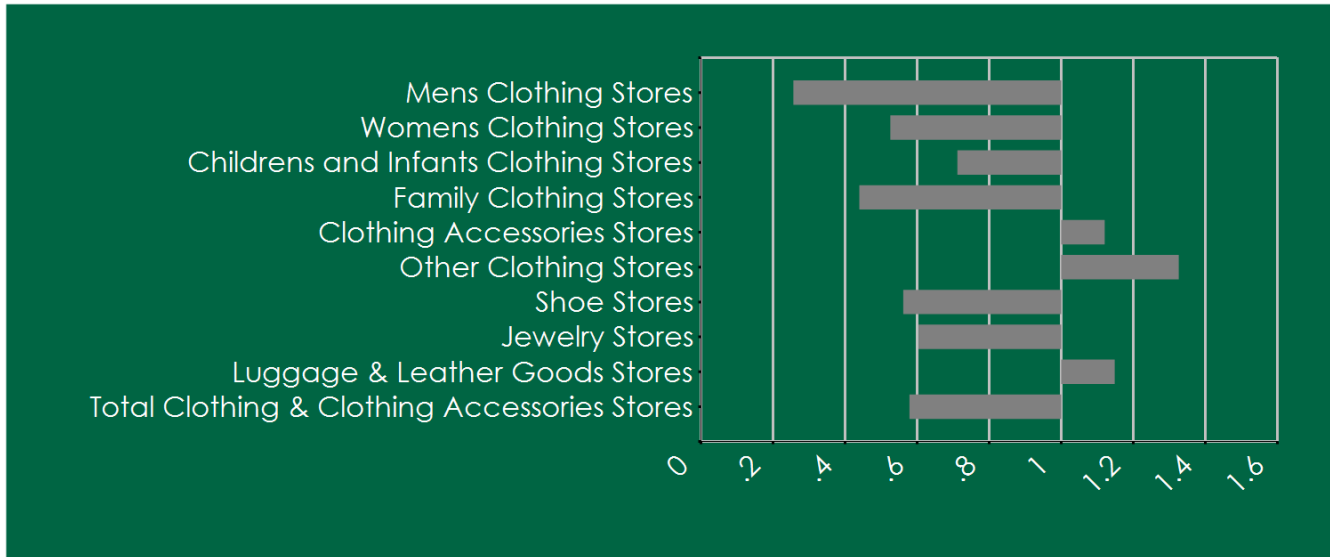 Mens Clothing Stores
Womens Clothing Stores
Childrens and Infants Clothing Stores
Family Clothing Stores
Clothing Accessories Stores
Other Clothing Stores
Shoe Stores
Jewelry Stores
Luggage & Leather Goods Stores
Total Clothing & Clothing Accessories Stores
0 .2 .4 .6 .8 1 1.2 1.4 1.6